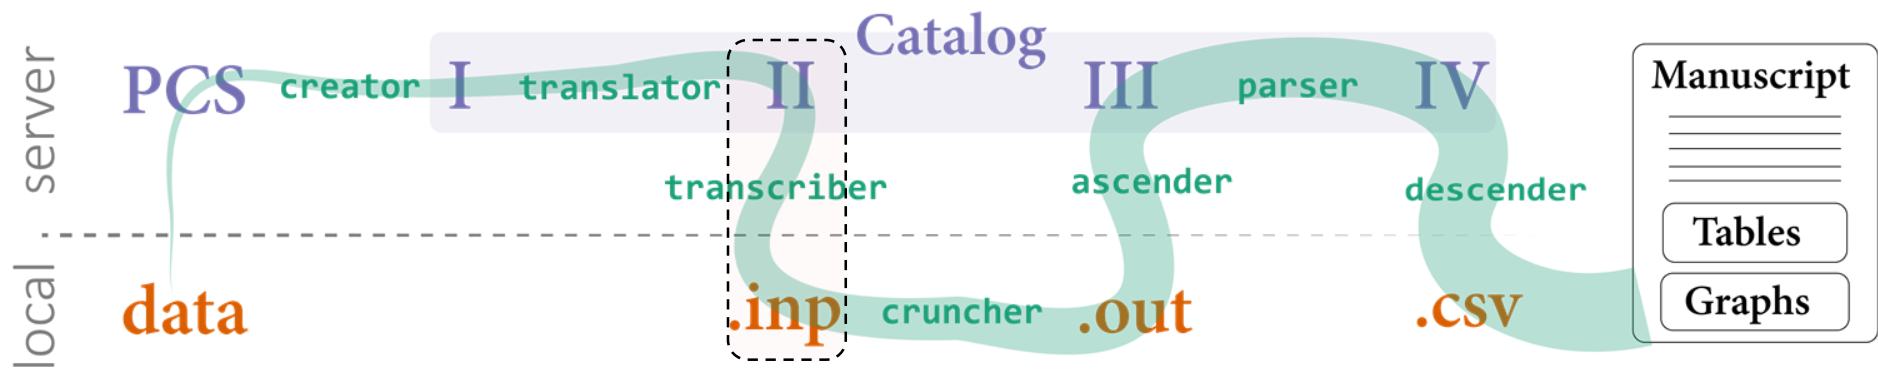 server
local
Catalog
PCS
creator
I
translator
II
III
parser
IV
transcriber
ascender
descender
data
.inp
cruncher
.out
.csv
Manuscript
Tables
Graphs